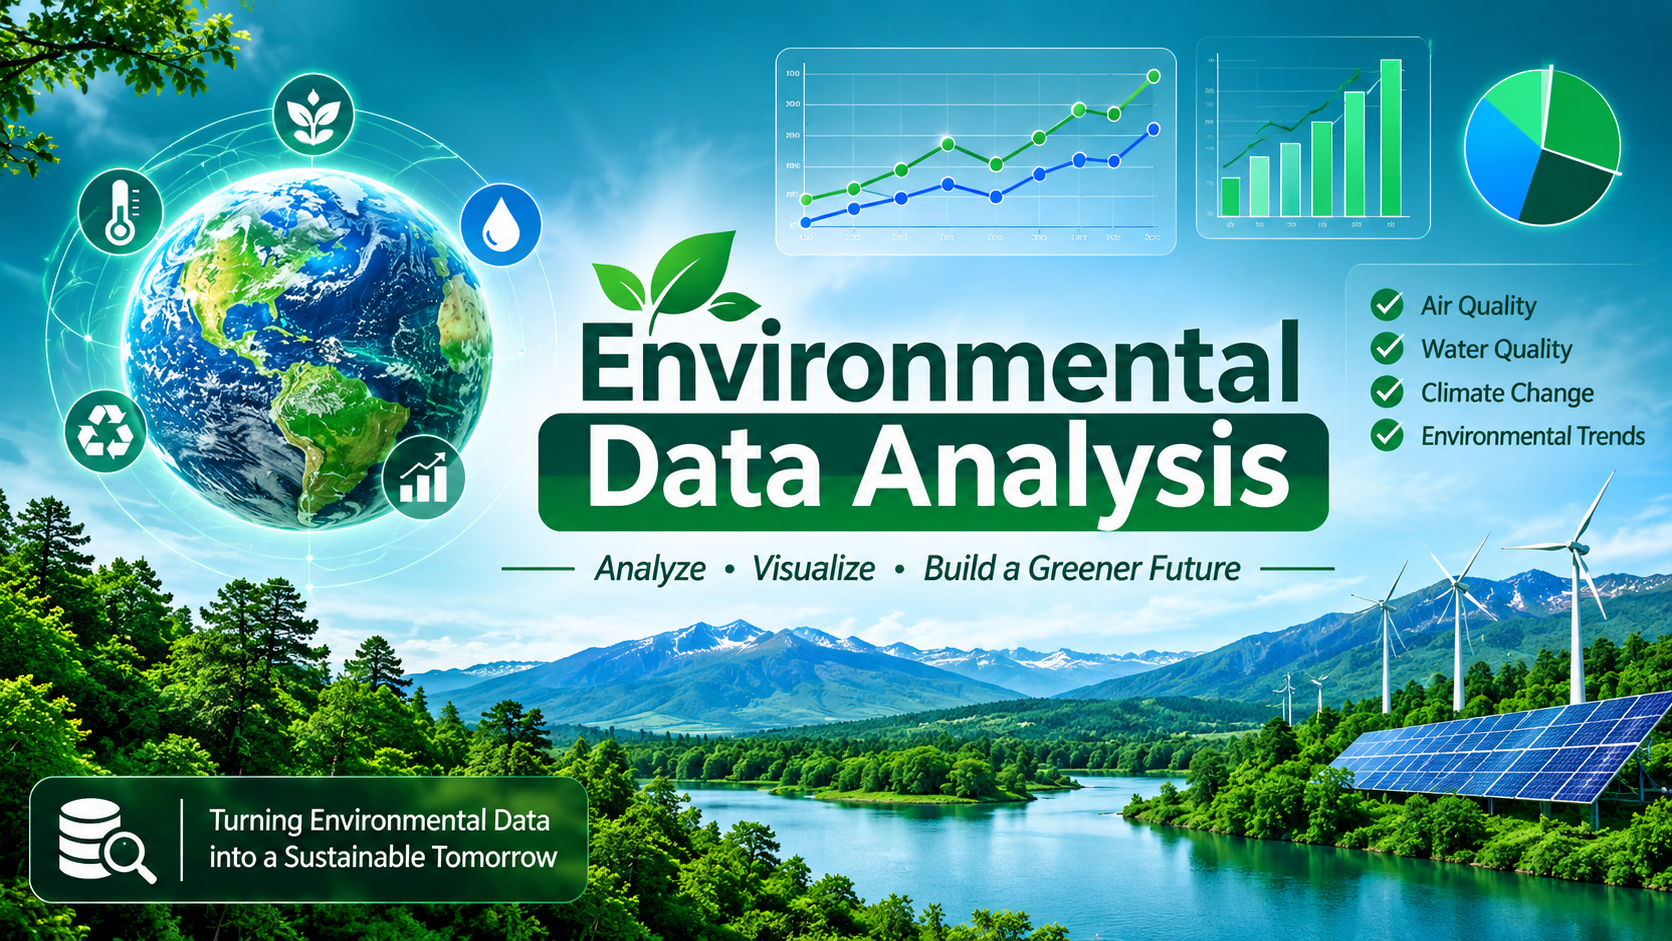 Environmental
Data Analysis
Analyze • Visualize • Build a Greener Future
Air Quality
Water Quality
Climate Change
Environmental Trends
Turning Environmental Data
into a Sustainable Tomorrow